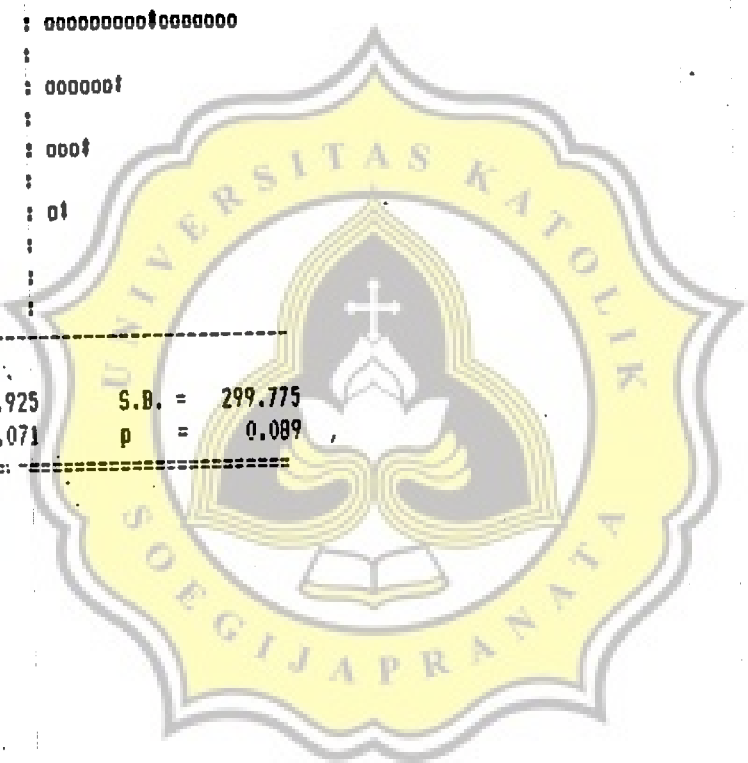 : ooooooooo*ooooooo
:
: oooooo*
:
: ooo*
:
: o*
:
:
:
-----------------------------
.925 S.B. = 299.775
.071 p = 0.089
=============================
UNIVERSITAS KATOLIK
SOEGIJAPRANATA